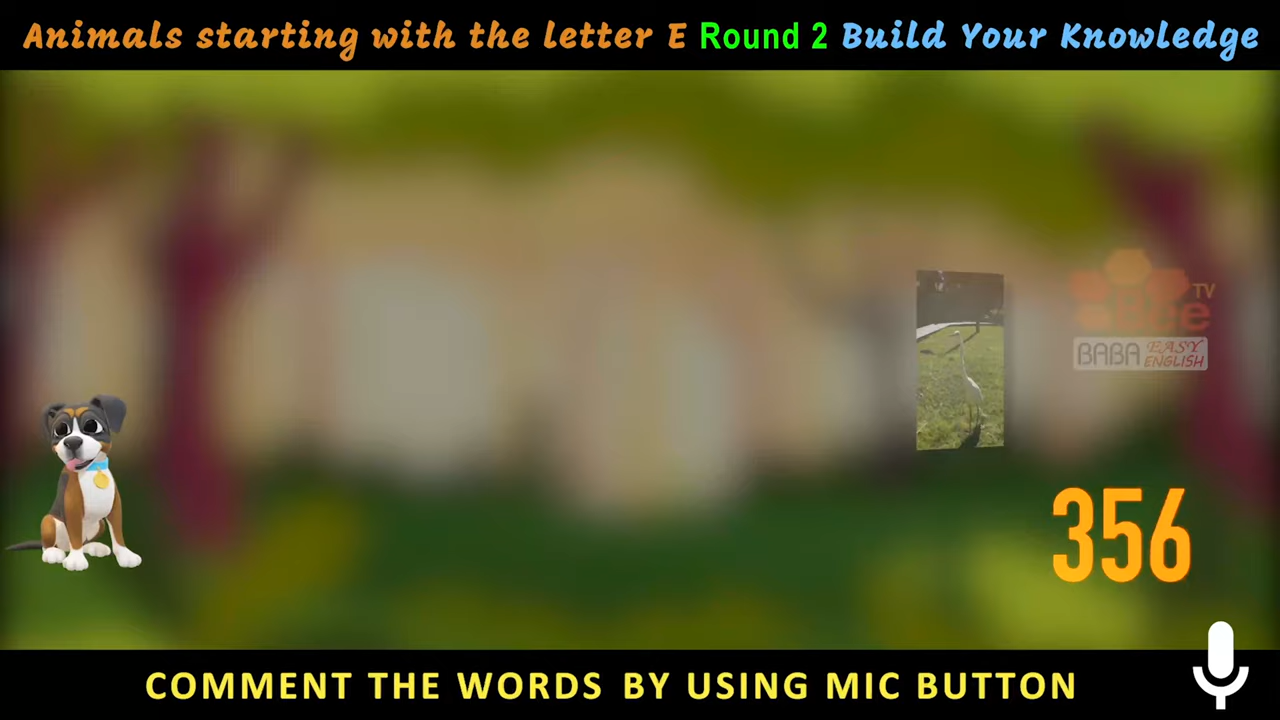 Animals starting with the letter E Round 2 Build Your Knowledge
Bee TV
BABA EASY ENGLISH
356
COMMENT THE WORDS BY USING MIC BUTTON